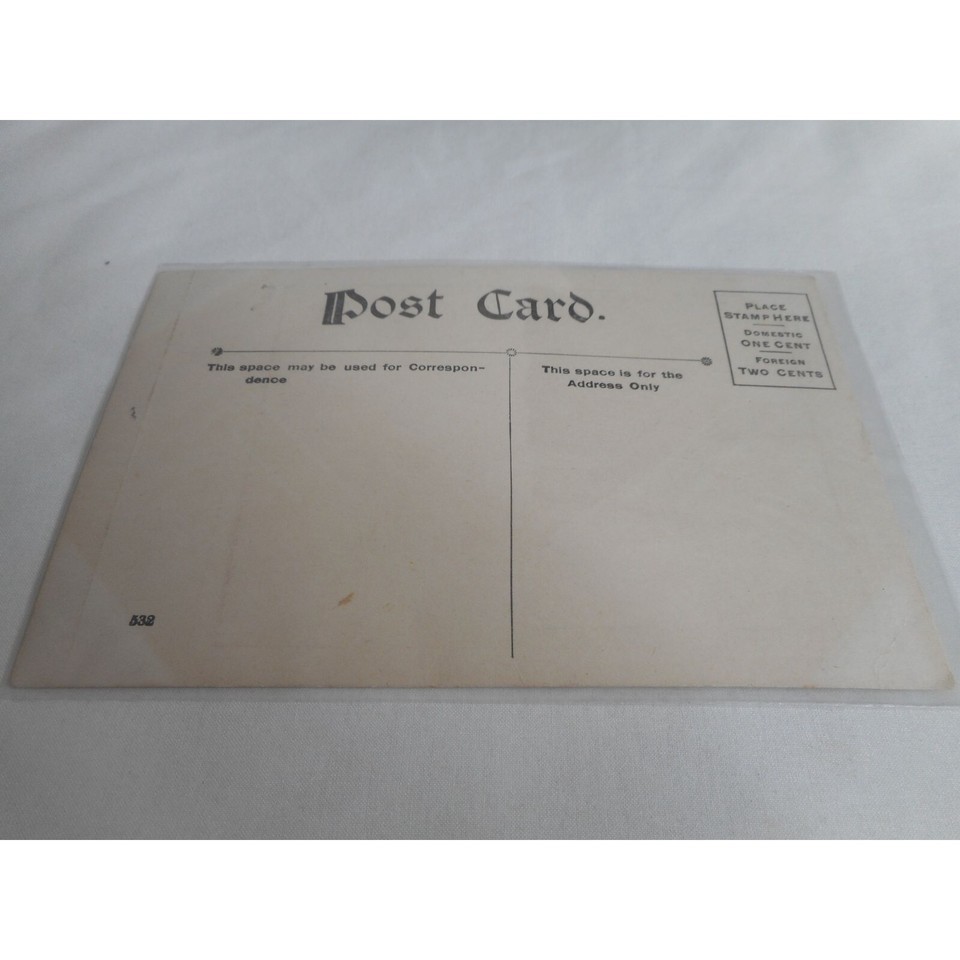 Post Card.
PLACE
STAMP HERE
DOMESTIC
ONE CENT
FOREIGN
TWO CENTS
This space may be used for Correspon-
dence
This space is for the
Address Only
532